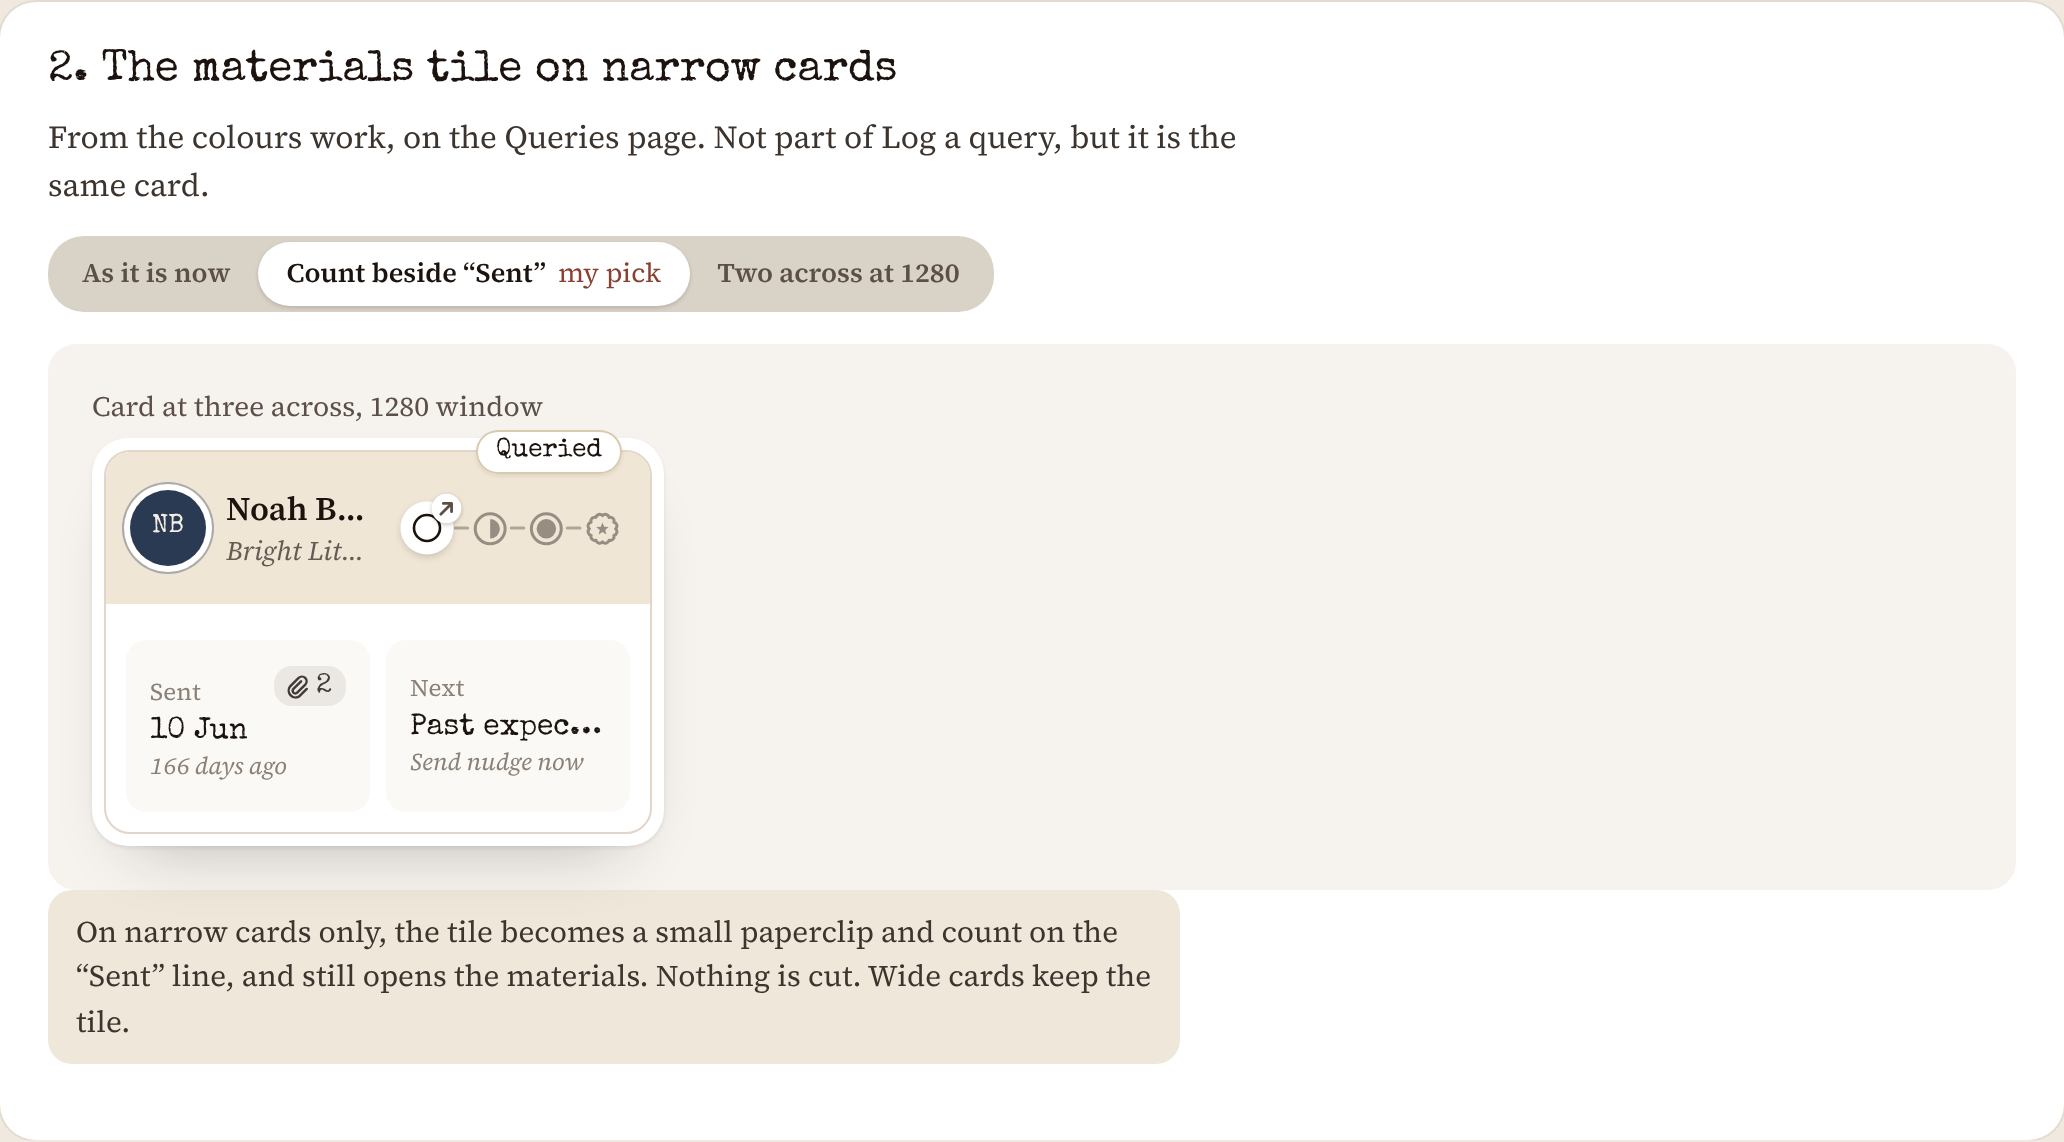 2. The materials tile on narrow cards
From the colours work, on the Queries page. Not part of Log a query, but it is the
same card.
As it is now
Count beside “Sent” my pick
Two across at 1280
Card at three across, 1280 window
Queried
NB
Noah B...
Bright Lit...
Sent
2
10 Jun
166 days ago
Next
Past expec...
Send nudge now
On narrow cards only, the tile becomes a small paperclip and count on the
“Sent” line, and still opens the materials. Nothing is cut. Wide cards keep the
tile.